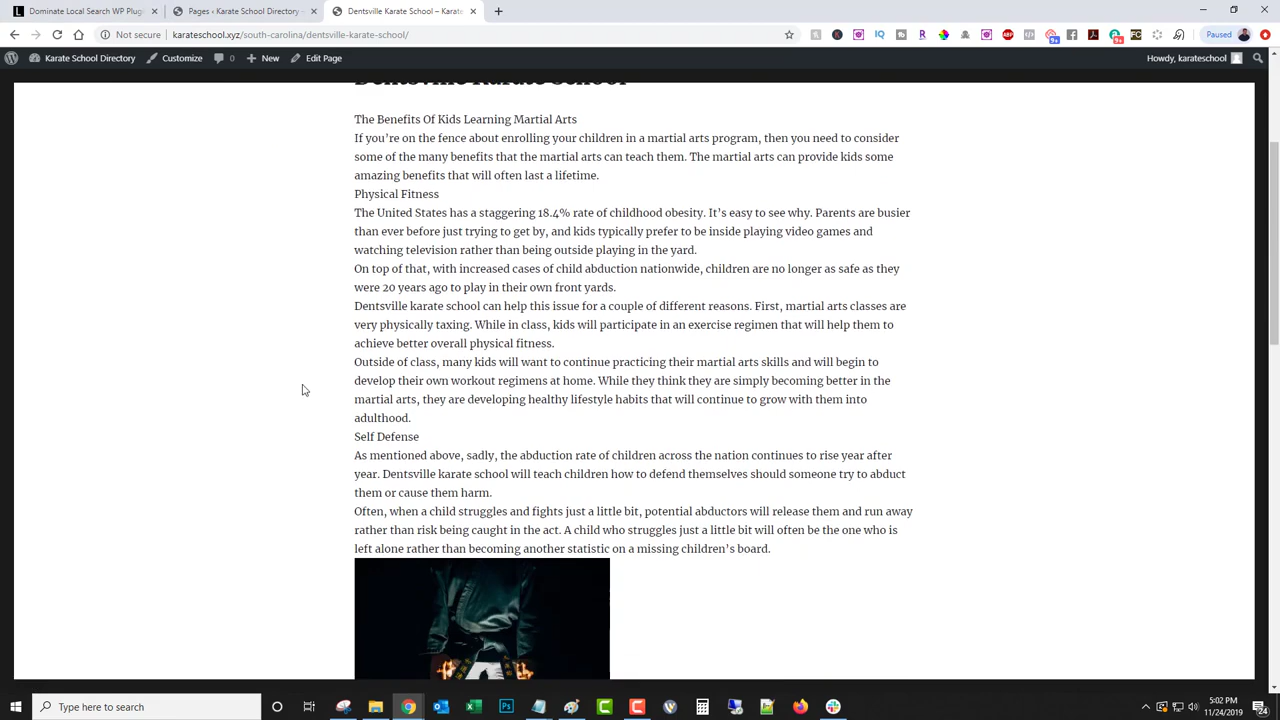 Dominate Local Search WP Plugi
Pages ‹ Karate School Directory –
Dentsville Karate School – Karate
Not secure
karateschool.xyz/south-carolina/dentsville-karate-school/
Paused
Karate School Directory
Customize
0
New
Edit Page
Howdy, karateschool
Dentsville Karate School
The Benefits Of Kids Learning Martial Arts
If you're on the fence about enrolling your children in a martial arts program, then you need to consider
some of the many benefits that the martial arts can teach them. The martial arts can provide kids some
amazing benefits that will often last a lifetime.
Physical Fitness
The United States has a staggering 18.4% rate of childhood obesity. It's easy to see why. Parents are busier
than ever before just trying to get by, and kids typically prefer to be inside playing video games and
watching television rather than being outside playing in the yard.
On top of that, with increased cases of child abduction nationwide, children are no longer as safe as they
were 20 years ago to play in their own front yards.
Dentsville karate school can help this issue for a couple of different reasons. First, martial arts classes are
very physically taxing. While in class, kids will participate in an exercise regimen that will help them to
achieve better overall physical fitness.
Outside of class, many kids will want to continue practicing their martial arts skills and will begin to
develop their own workout regimens at home. While they think they are simply becoming better in the
martial arts, they are developing healthy lifestyle habits that will continue to grow with them into
adulthood.
Self Defense
As mentioned above, sadly, the abduction rate of children across the nation continues to rise year after
year. Dentsville karate school will teach children how to defend themselves should someone try to abduct
them or cause them harm.
Often, when a child struggles and fights just a little bit, potential abductors will release them and run away
rather than risk being caught in the act. A child who struggles just a little bit will often be the one who is
left alone rather than becoming another statistic on a missing children's board.
Type here to search
5:02 PM
11/24/2019
24